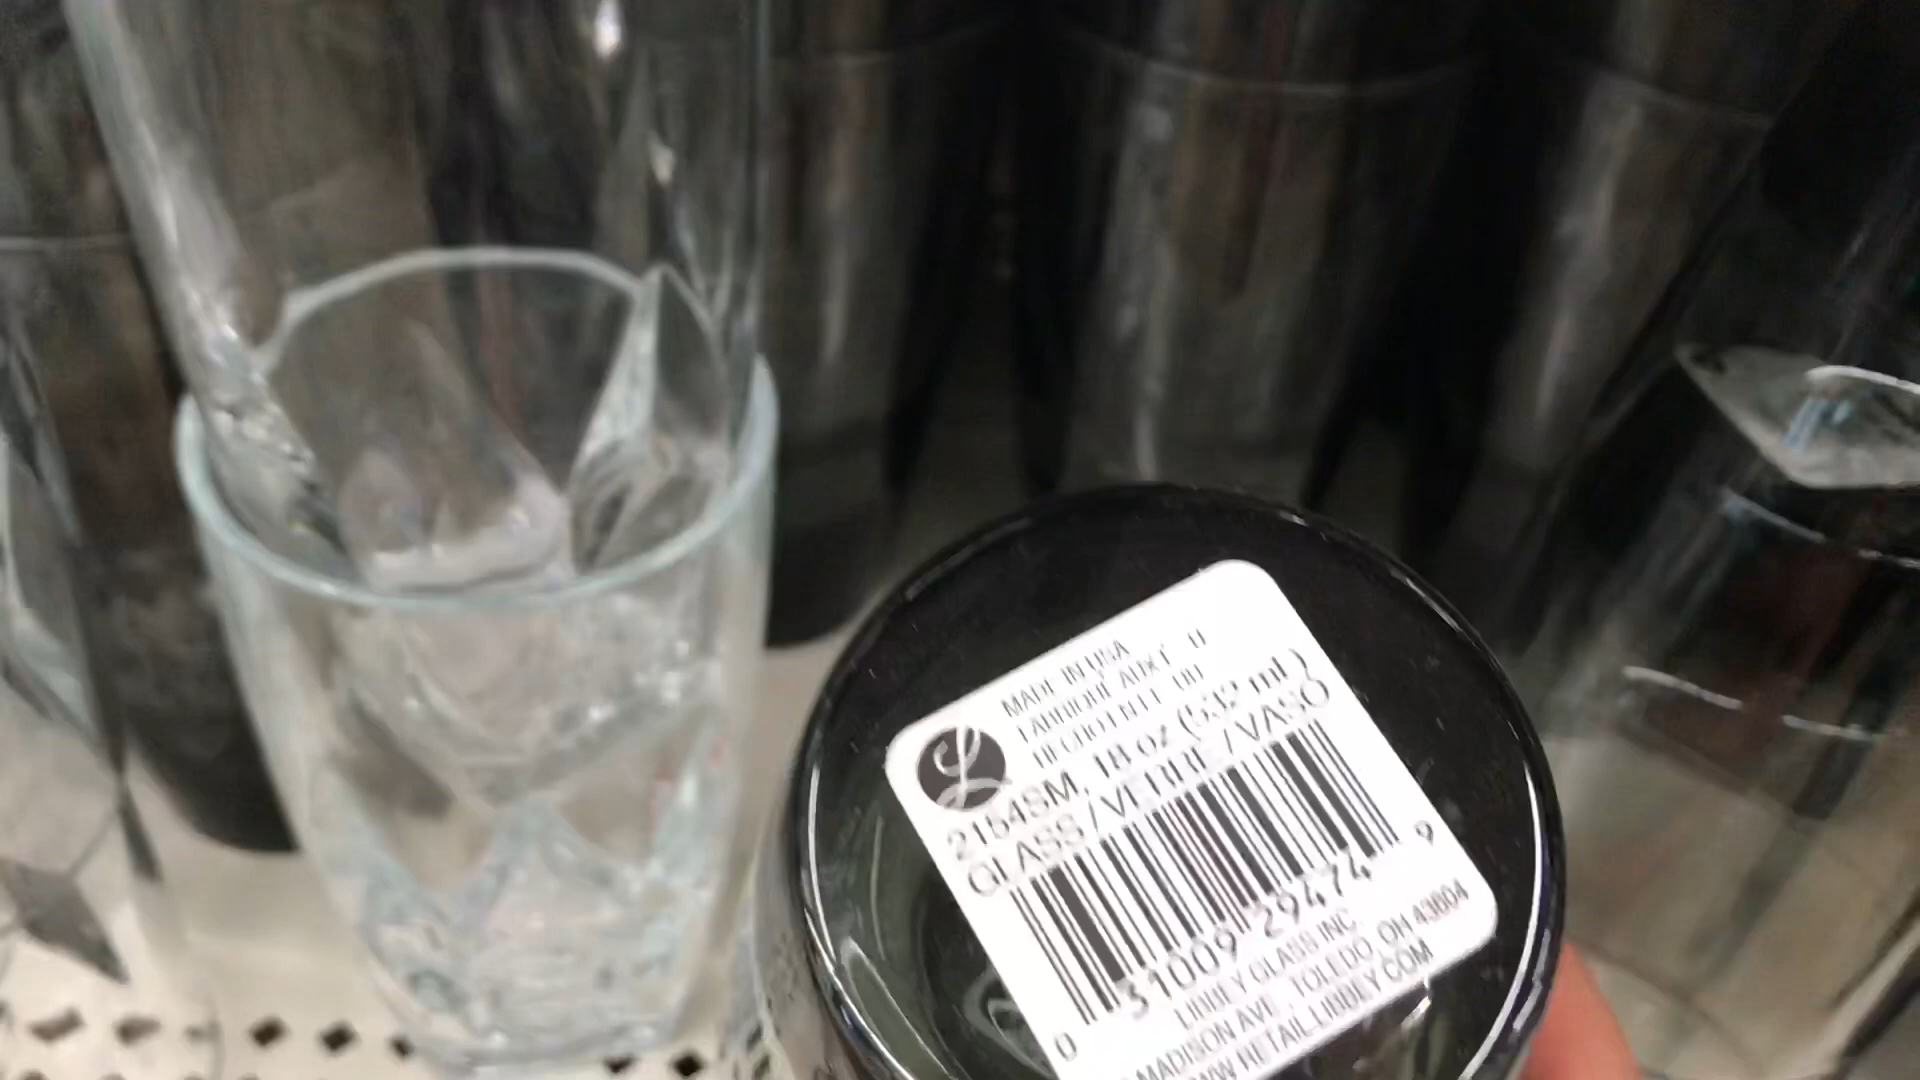 MADE IN USA
2154SM, 18 oz (532 ml)
GLASS/VERRE/VASO
0 31009 29474 9
LIBBEY GLASS INC.
MADISON AVE., TOLEDO, OH 43604
WWW.RETAIL.LIBBEY.COM